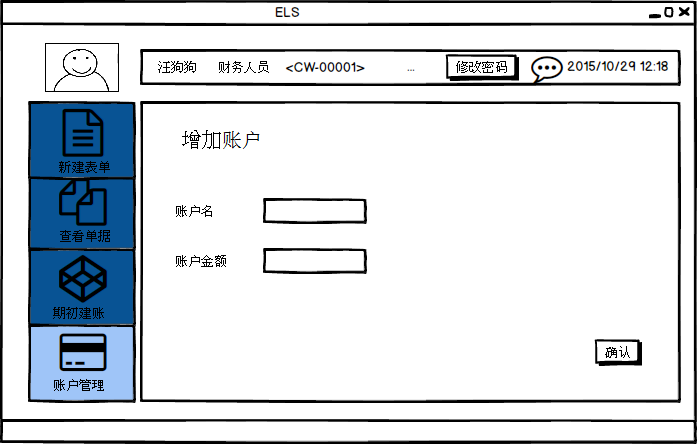 ELS
汪狗狗 财务人员 <CW-00001> ... 修改密码 2015/10/29 12:18
新建表单
查看单据
期初建账
账户管理
增加账户
账户名
账户金额
确认